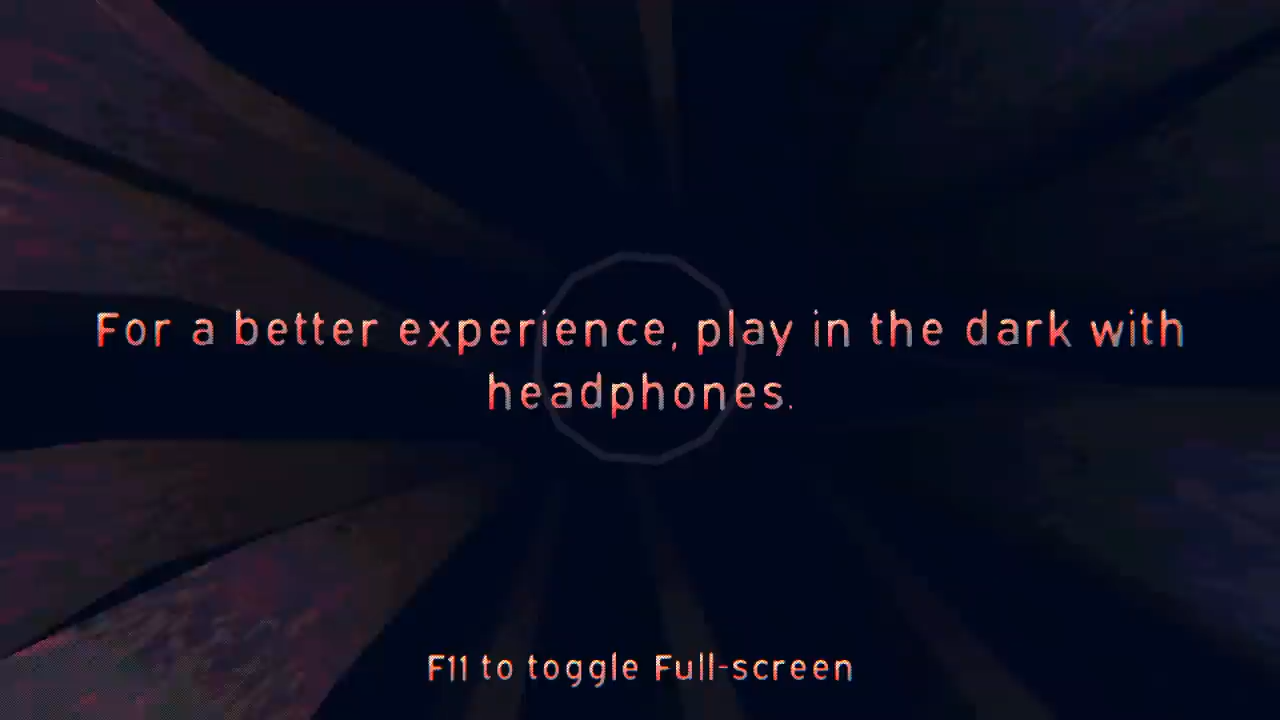 For a better experience, play in the dark with
headphones.
F11 to toggle Full-screen